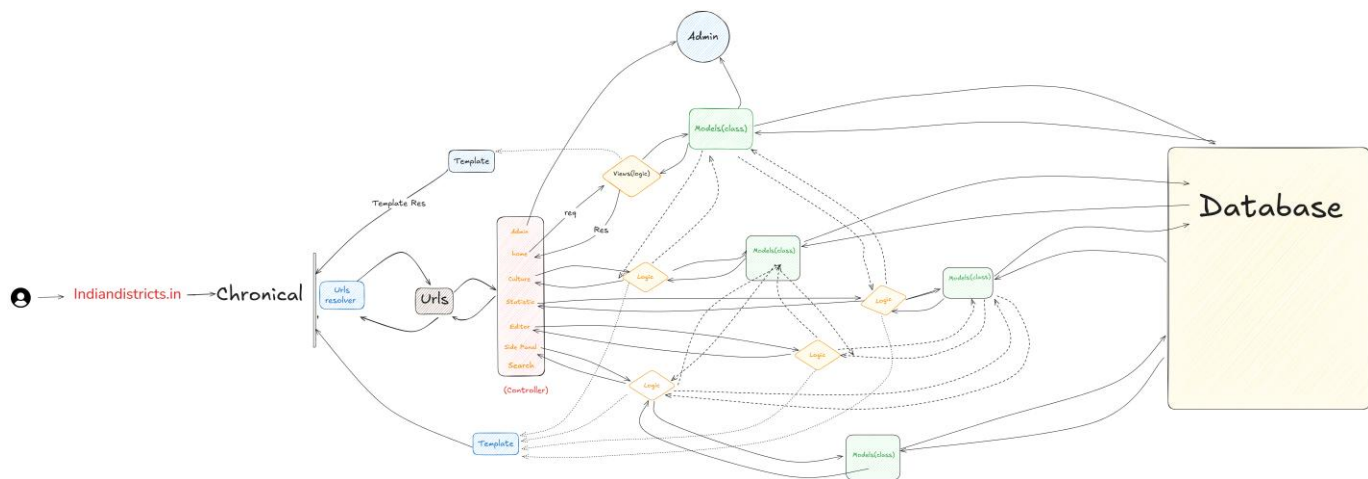 Admin
Models(class)
Template
Views(logic)
Template Res
req
Res
Database
Admin
home
Culture
Statistic
Editor
Side Panal
Search
(Controller)
Logic
Models(class)
Models(class)
Logic
Logic
Logic
Indiandistricts.in
Chronical
Urls
resolver
Urls
Template
Models(class)